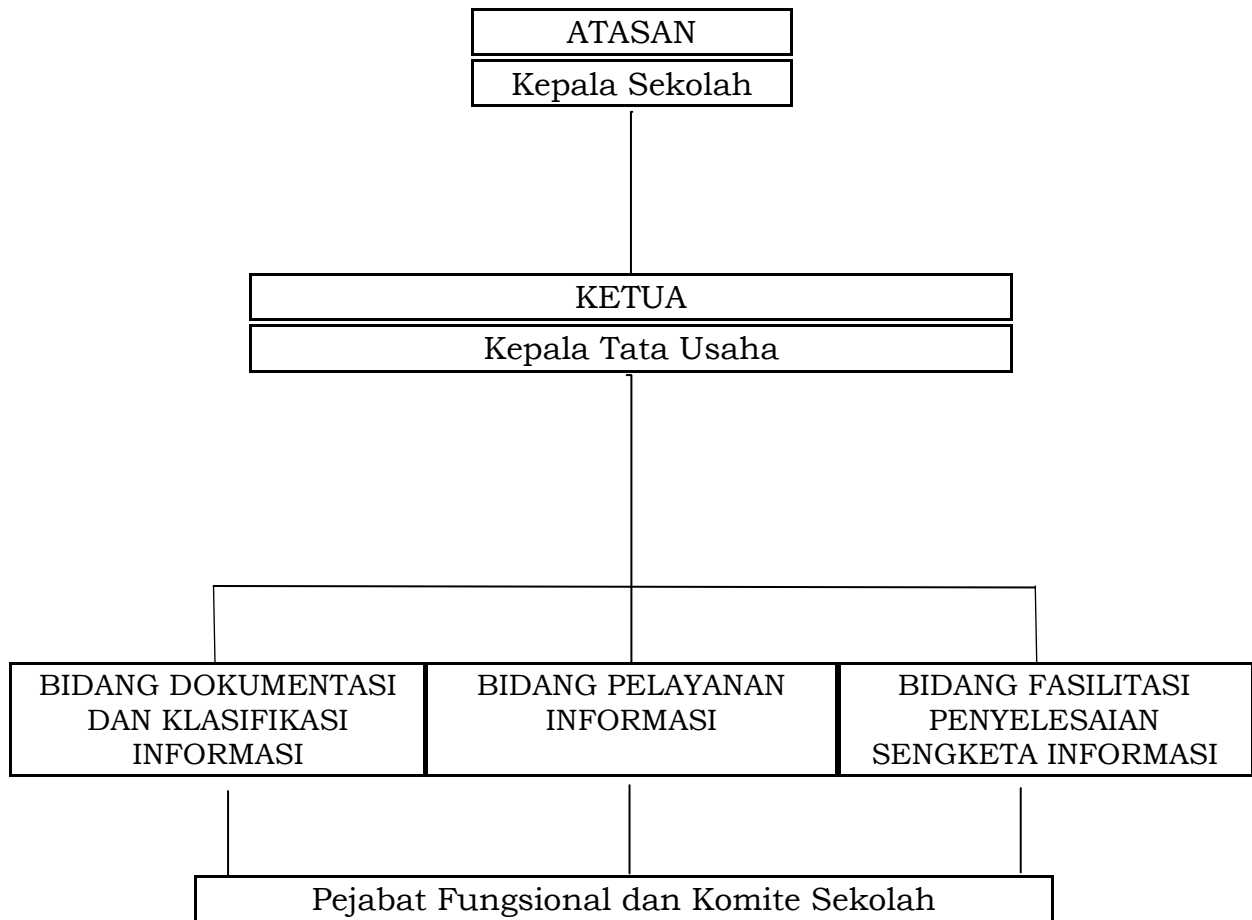 ATASAN
Kepala Sekolah
KETUA
Kepala Tata Usaha
BIDANG DOKUMENTASI
DAN KLASIFIKASI
INFORMASI
BIDANG PELAYANAN
INFORMASI
BIDANG FASILITASI
PENYELESAIAN
SENGKETA INFORMASI
Pejabat Fungsional dan Komite Sekolah